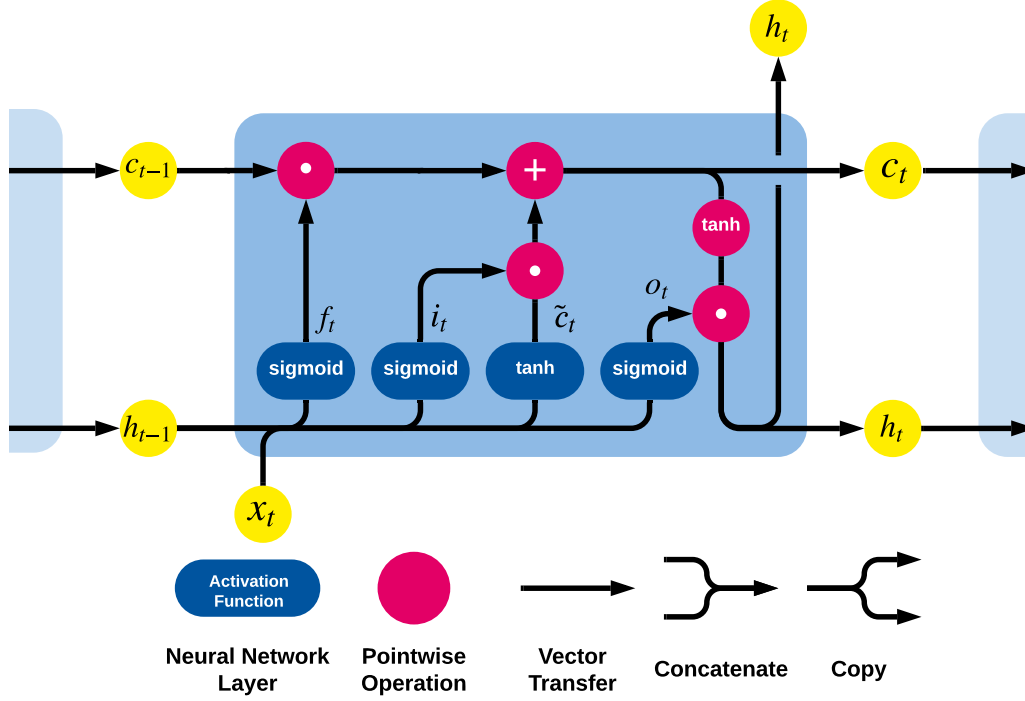 h_t
c_{t−1}
·
+
c_t
tanh
·
o_t
·
f_t
i_t
c̃_t
sigmoid
sigmoid
tanh
sigmoid
h_{t−1}
h_t
x_t
Activation
Function
Neural Network
Layer
Pointwise
Operation
Vector
Transfer
Concatenate
Copy